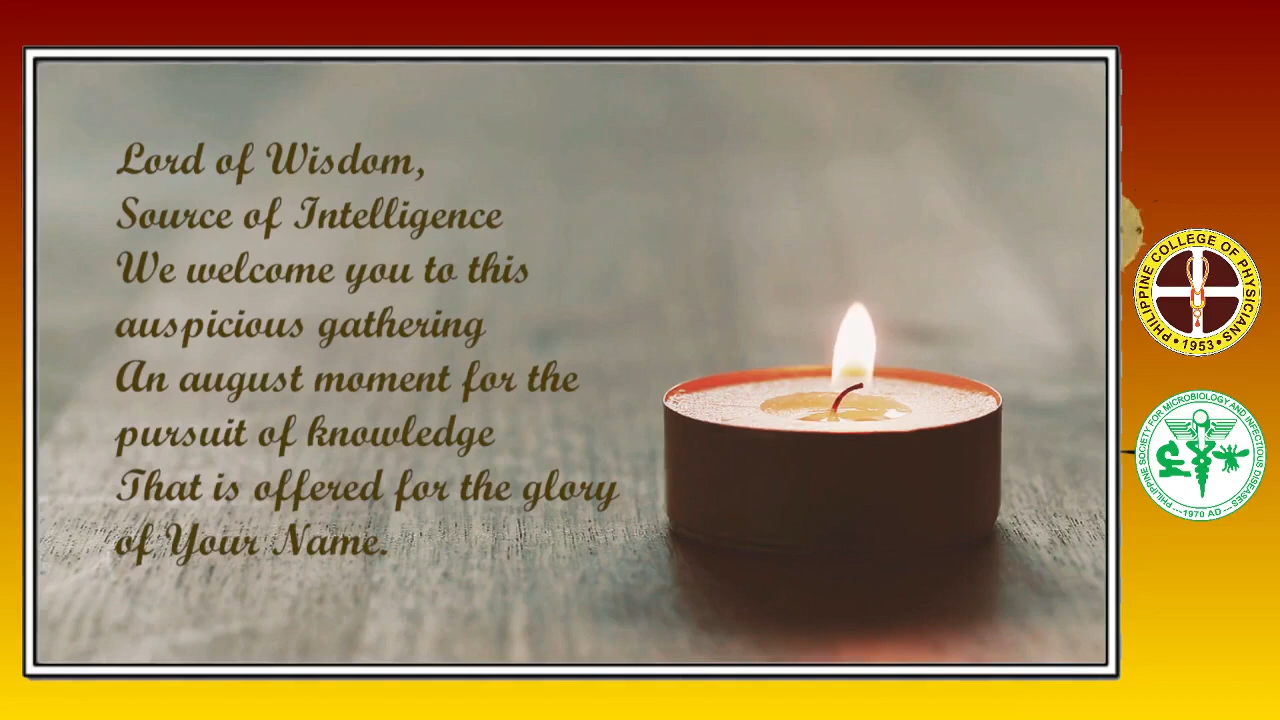 Lord of Wisdom,
Source of Intelligence
We welcome you to this
auspicious gathering
An august moment for the
pursuit of knowledge
That is offered for the glory
of Your Name.
PHILIPPINE COLLEGE OF PHYSICIANS
• 1953 •
PHILIPPINE SOCIETY FOR MICROBIOLOGY AND INFECTIOUS DISEASES
---1970 AD---